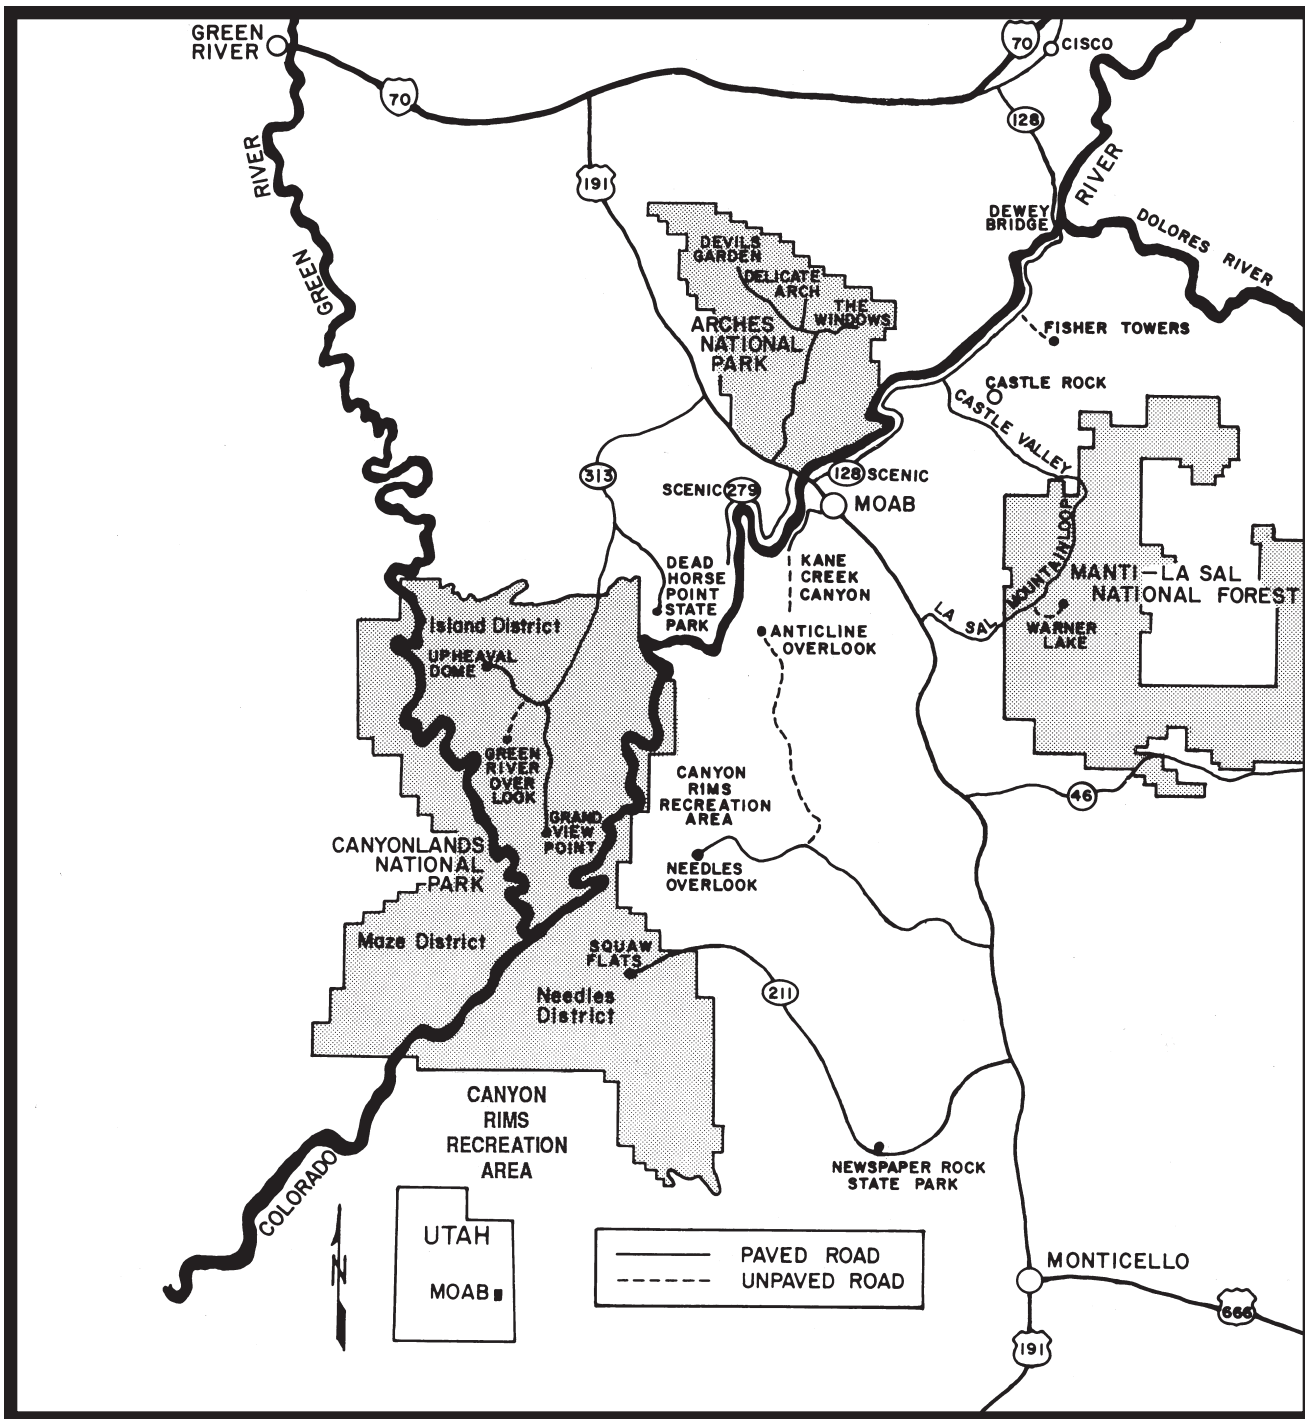 GREEN
RIVER
70
70
CISCO
128
191
RIVER
GREEN
RIVER
DEWEY
BRIDGE
DOLORES RIVER
DEVILS
GARDEN
DELICATE
ARCH
THE
WINDOWS
ARCHES
NATIONAL
PARK
FISHER TOWERS
CASTLE ROCK
CASTLE VALLEY
313
SCENIC 279
128 SCENIC
MOAB
DEAD
HORSE
POINT
STATE
PARK
KANE
CREEK
CANYON
ANTICLINE
OVERLOOK
LA SAL MOUNTAIN LOOP
MANTI-LA SAL
NATIONAL FOREST
WARNER
LAKE
Island District
UPHEAVAL
DOME
GREEN
RIVER
OVER
LOOK
GRAND
VIEW
POINT
CANYON
RIMS
RECREATION
AREA
46
CANYONLANDS
NATIONAL
PARK
NEEDLES
OVERLOOK
Maze District
SQUAW
FLATS
Needles
District
211
CANYON
RIMS
RECREATION
AREA
NEWSPAPER ROCK
STATE PARK
COLORADO
N
UTAH
MOAB
PAVED ROAD
UNPAVED ROAD
MONTICELLO
666
191